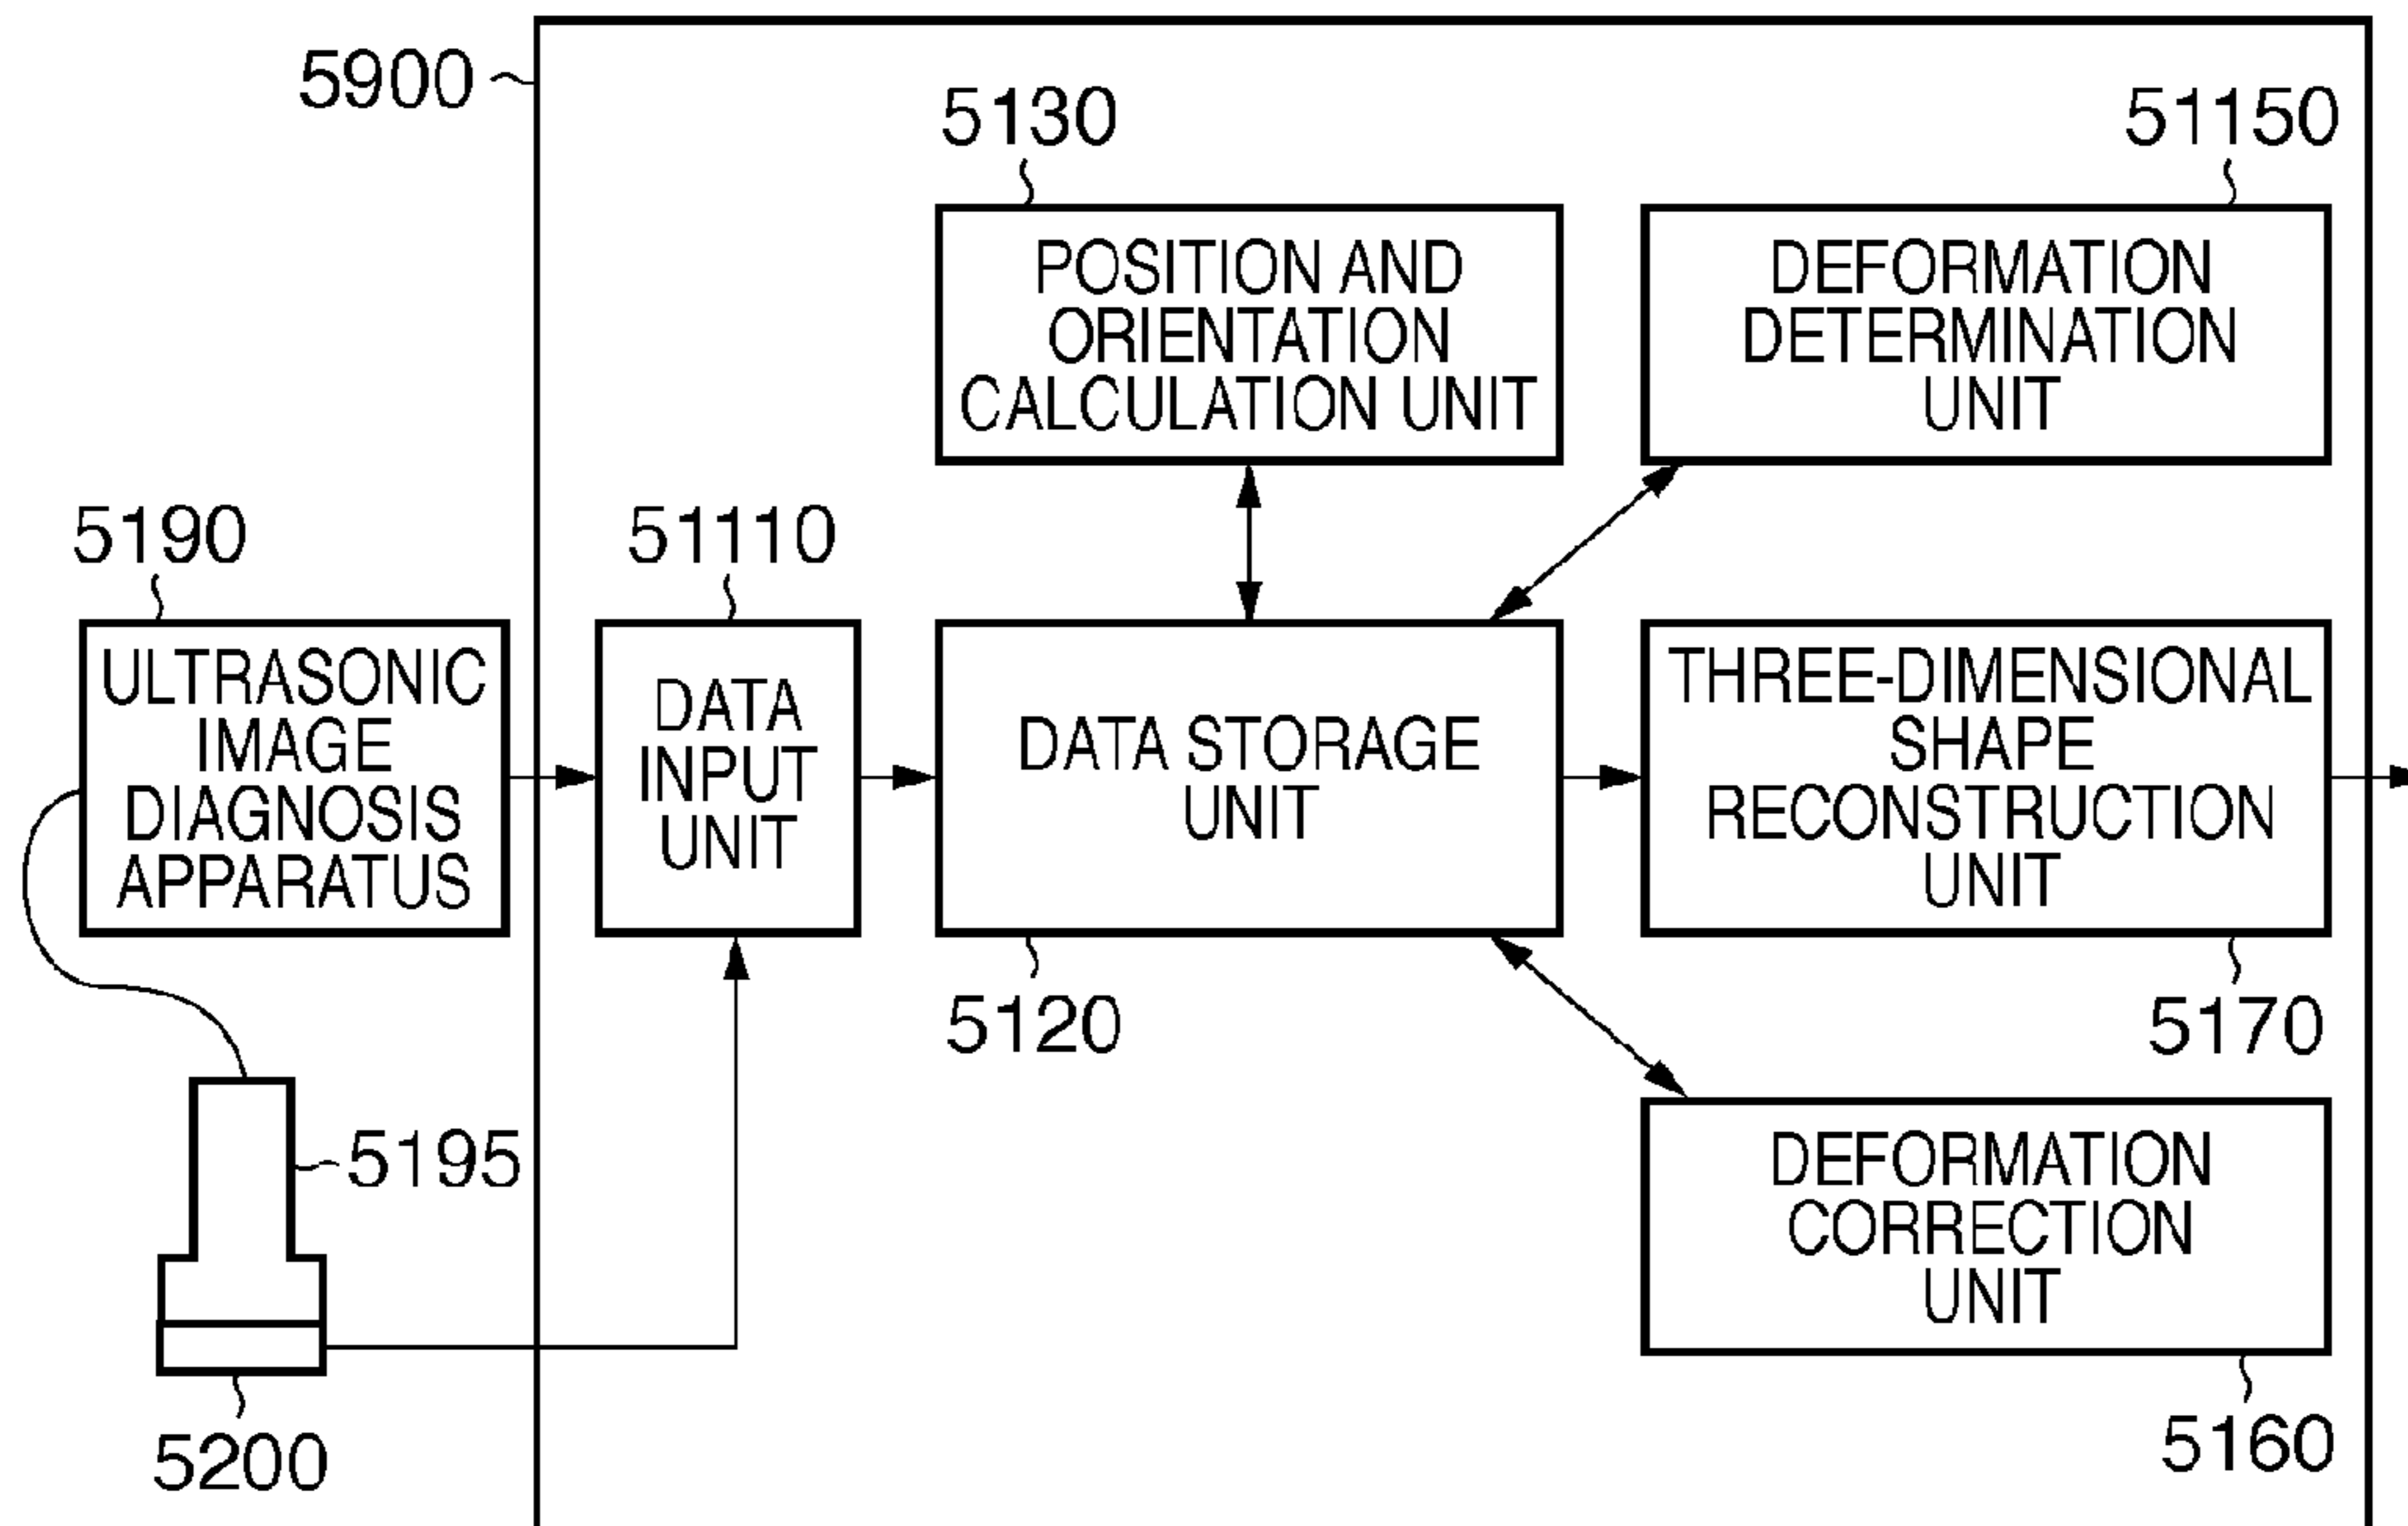 5900
5130
51150
POSITION AND
ORIENTATION
CALCULATION UNIT
DEFORMATION
DETERMINATION
UNIT
5190
51110
ULTRASONIC
IMAGE
DIAGNOSIS
APPARATUS
DATA
INPUT
UNIT
DATA STORAGE
UNIT
THREE-DIMENSIONAL
SHAPE
RECONSTRUCTION
UNIT
5120
5170
5195
DEFORMATION
CORRECTION
UNIT
5200
5160